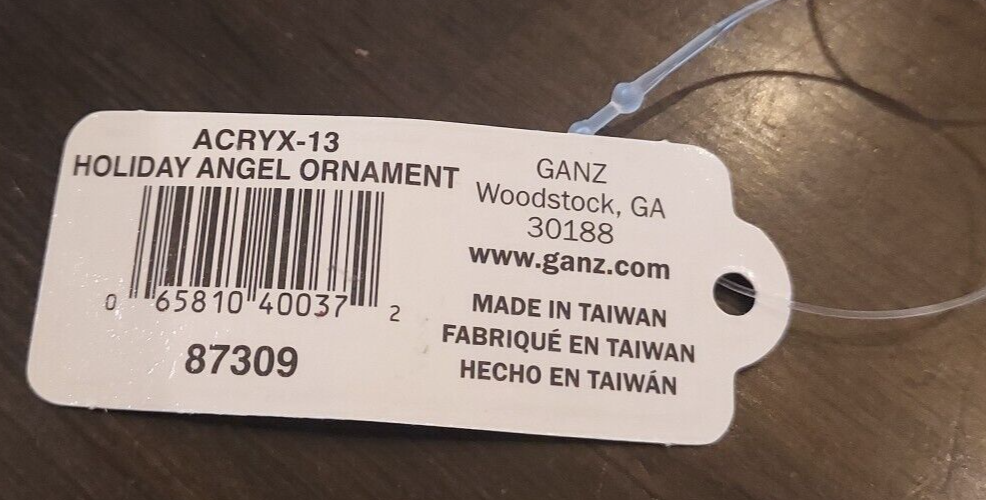 ACRYX-13
HOLIDAY ANGEL ORNAMENT
0 65810 40037 2
87309
GANZ
Woodstock, GA
30188
www.ganz.com
MADE IN TAIWAN
FABRIQUÉ EN TAIWAN
HECHO EN TAIWÁN